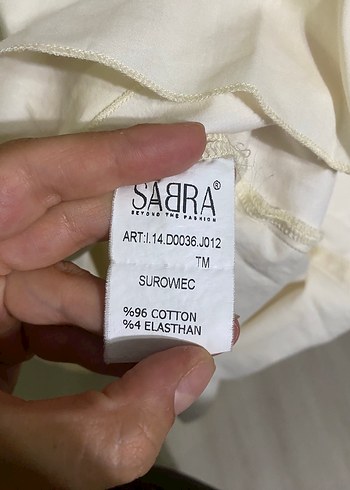 SABRA®
BEYOND THE FASHION
ART:I.14.D0036.J012
TM
SUROWIEC
%96 COTTON
%4 ELASTHAN